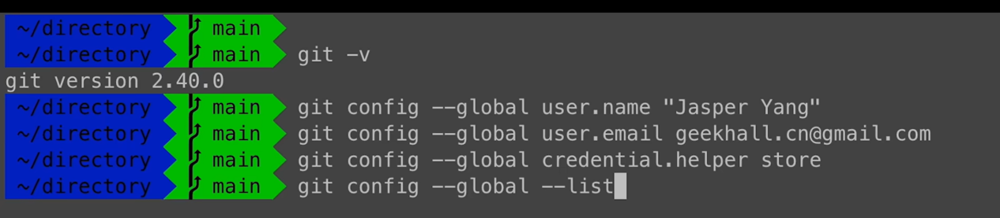 ~/directory main
~/directory main git -v
git version 2.40.0
~/directory main git config --global user.name "Jasper Yang"
~/directory main git config --global user.email geekhall.cn@gmail.com
~/directory main git config --global credential.helper store
~/directory main git config --global --list